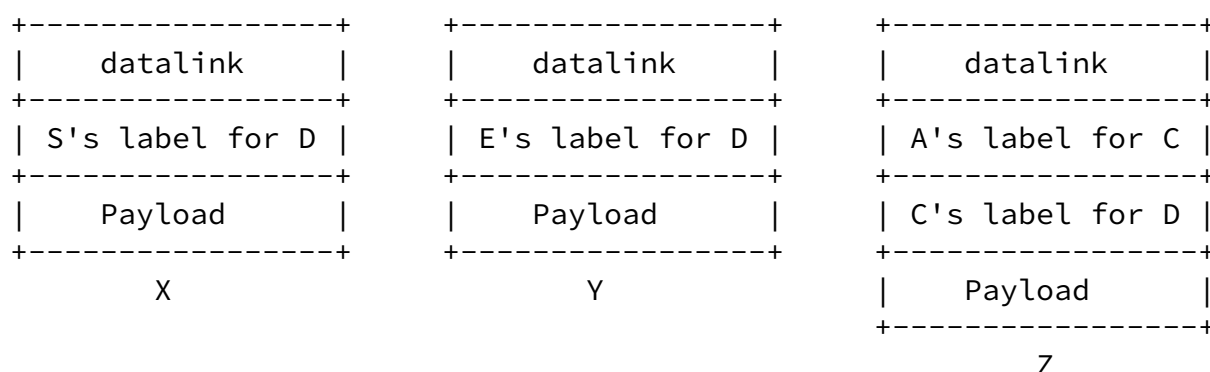 +-----------------+     +-----------------+     +-----------------+
|     datalink     |     |     datalink     |     |     datalink     |
+-----------------+     +-----------------+     +-----------------+
| S's label for D |     | E's label for D |     | A's label for C |
+-----------------+     +-----------------+     +-----------------+
|     Payload      |     |     Payload      |     | C's label for D |
+-----------------+     +-----------------+     +-----------------+
        X                       Y               |     Payload      |
                                                +-----------------+
                                                        Z